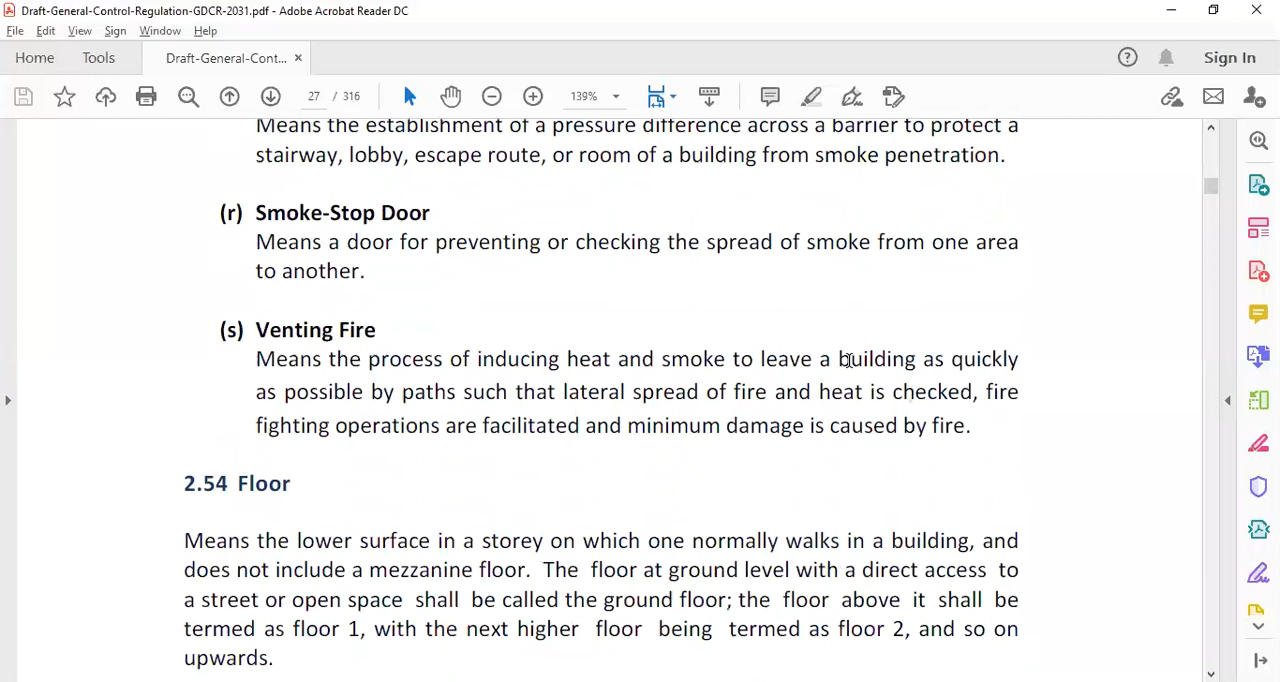 Draft-General-Control-Regulation-GDCR-2031.pdf - Adobe Acrobat Reader DC
File Edit View Sign Window Help
Home Tools Draft-General-Cont... × Sign In
27 / 316 139%
Means the establishment of a pressure difference across a barrier to protect a
stairway, lobby, escape route, or room of a building from smoke penetration.
(r) Smoke-Stop Door
Means a door for preventing or checking the spread of smoke from one area
to another.
(s) Venting Fire
Means the process of inducing heat and smoke to leave a building as quickly
as possible by paths such that lateral spread of fire and heat is checked, fire
fighting operations are facilitated and minimum damage is caused by fire.
2.54 Floor
Means the lower surface in a storey on which one normally walks in a building, and
does not include a mezzanine floor. The floor at ground level with a direct access to
a street or open space shall be called the ground floor; the floor above it shall be
termed as floor 1, with the next higher floor being termed as floor 2, and so on
upwards.